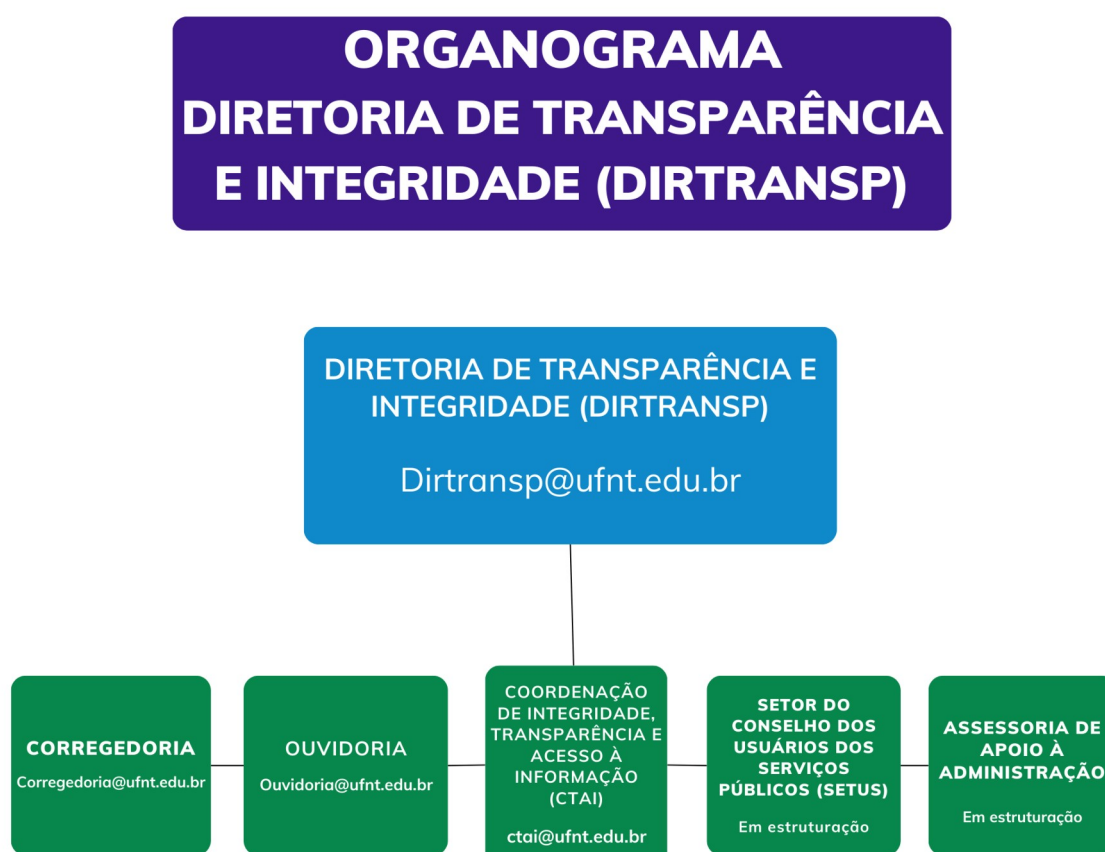 ORGANOGRAMA
DIRETORIA DE TRANSPARÊNCIA
E INTEGRIDADE (DIRTRANSP)
DIRETORIA DE TRANSPARÊNCIA E
INTEGRIDADE (DIRTRANSP)
Dirtransp@ufnt.edu.br
CORREGEDORIA
Corregedoria@ufnt.edu.br
OUVIDORIA
Ouvidoria@ufnt.edu.br
COORDENAÇÃO
DE INTEGRIDADE,
TRANSPARÊNCIA E
ACESSO À
INFORMAÇÃO
(CTAI)
ctai@ufnt.edu.br
SETOR DO
CONSELHO DOS
USUÁRIOS DOS
SERVIÇOS
PÚBLICOS (SETUS)
Em estruturação
ASSESSORIA DE
APOIO À
ADMINISTRAÇÃO
Em estruturação